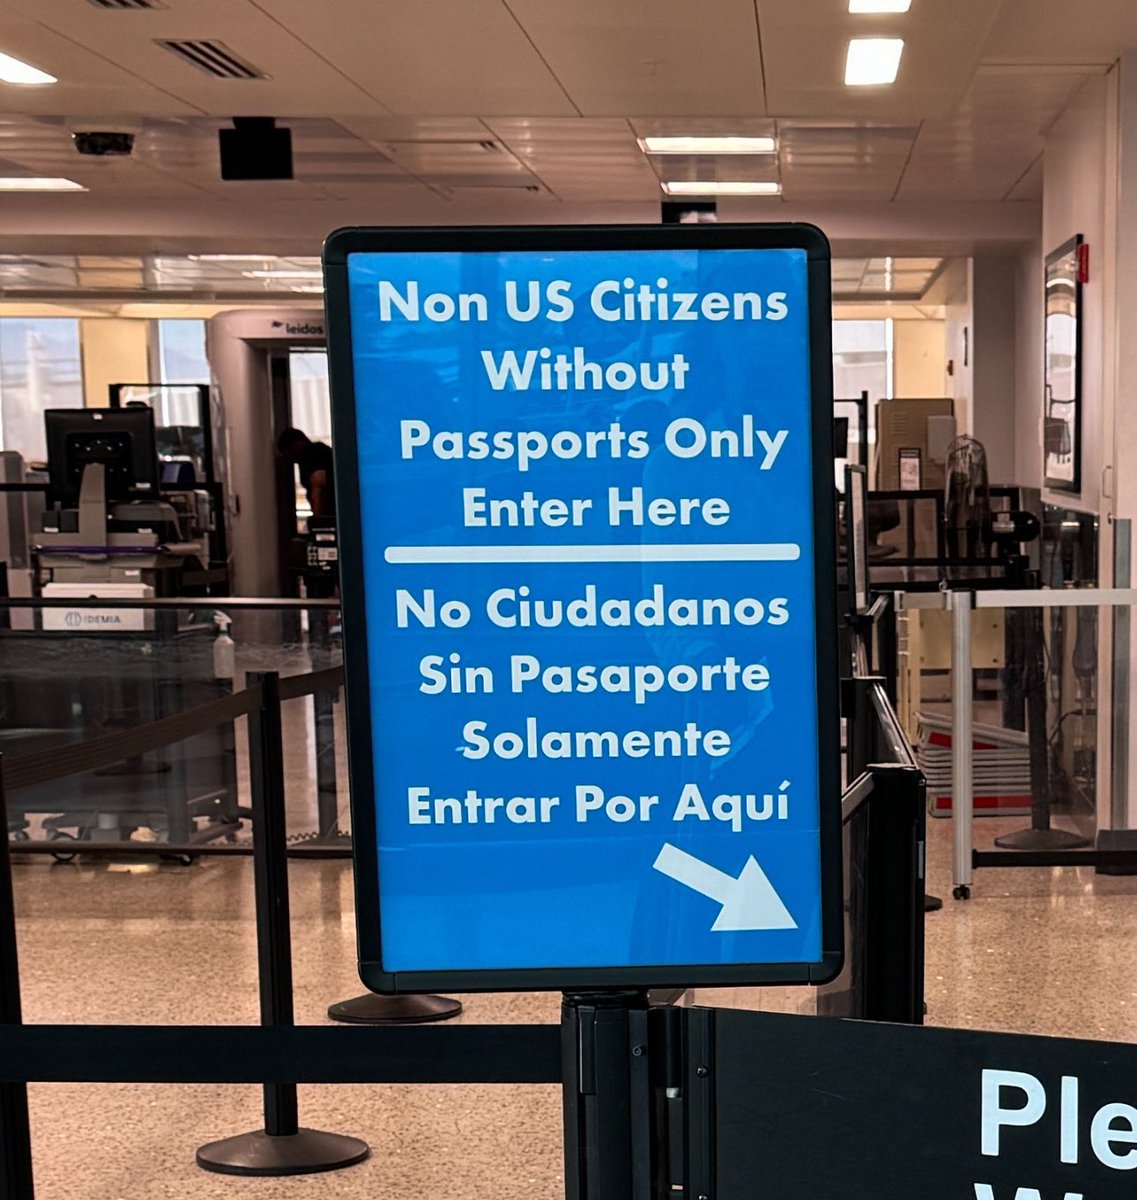 leidos
Non US Citizens
Without
Passports Only
Enter Here
No Ciudadanos
Sin Pasaporte
Solamente
Entrar Por Aquí
IDEMIA
Ple